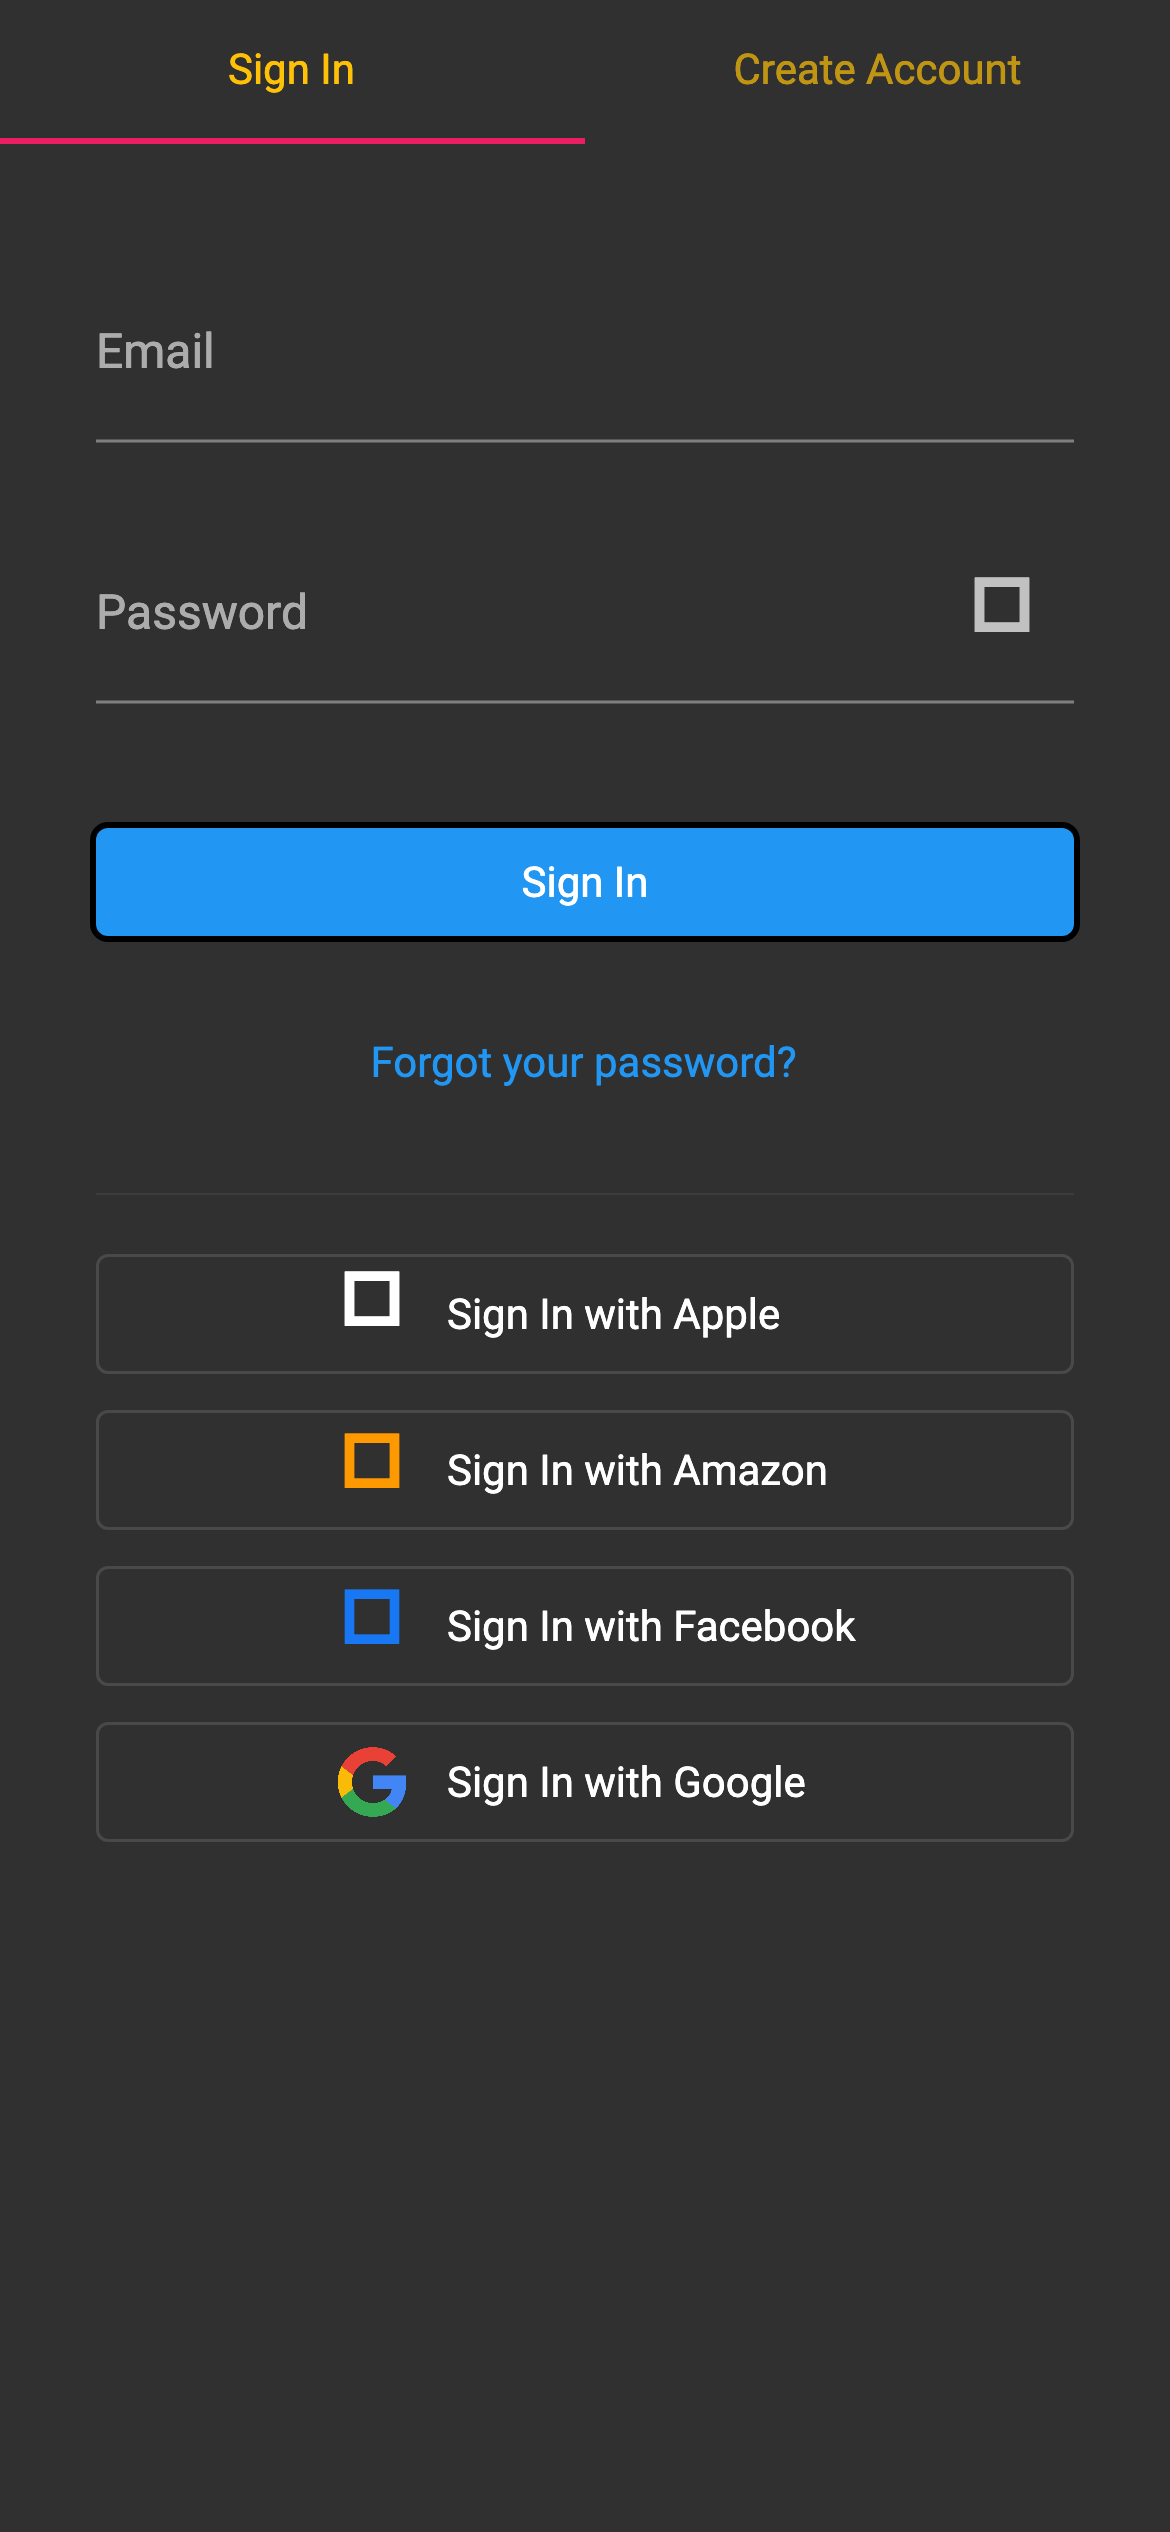 Sign In
Create Account
Email
Password
Sign In
Forgot your password?
Sign In with Apple
Sign In with Amazon
Sign In with Facebook
Sign In with Google